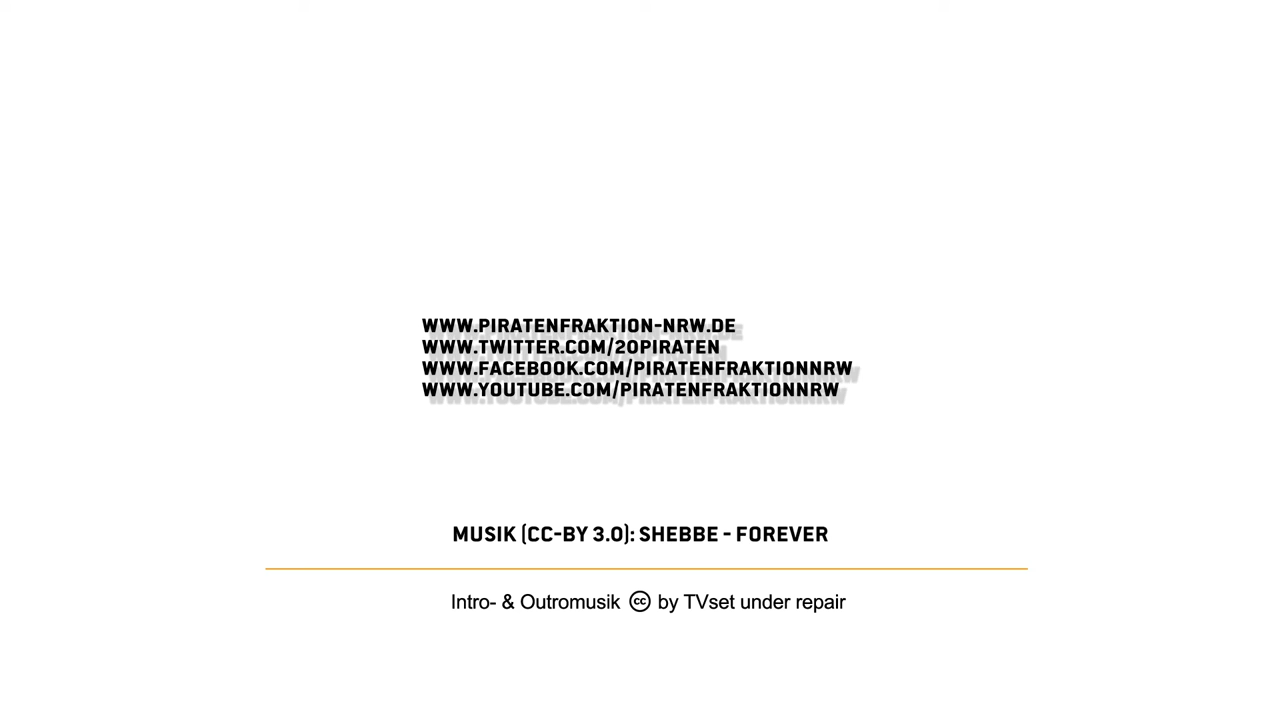 WWW.PIRATENFRAKTION-NRW.DE
WWW.TWITTER.COM/20PIRATEN
WWW.FACEBOOK.COM/PIRATENFRAKTIONNRW
WWW.YOUTUBE.COM/PIRATENFRAKTIONNRW
MUSIK (CC-BY 3.0): SHEBBE - FOREVER
Intro- & Outromusik cc by TVset under repair